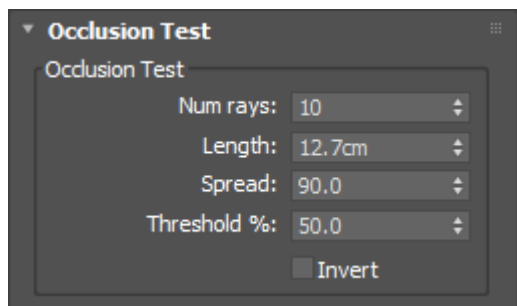 Occlusion Test
Occlusion Test
Num rays: 10
Length: 12.7cm
Spread: 90.0
Threshold %: 50.0
Invert